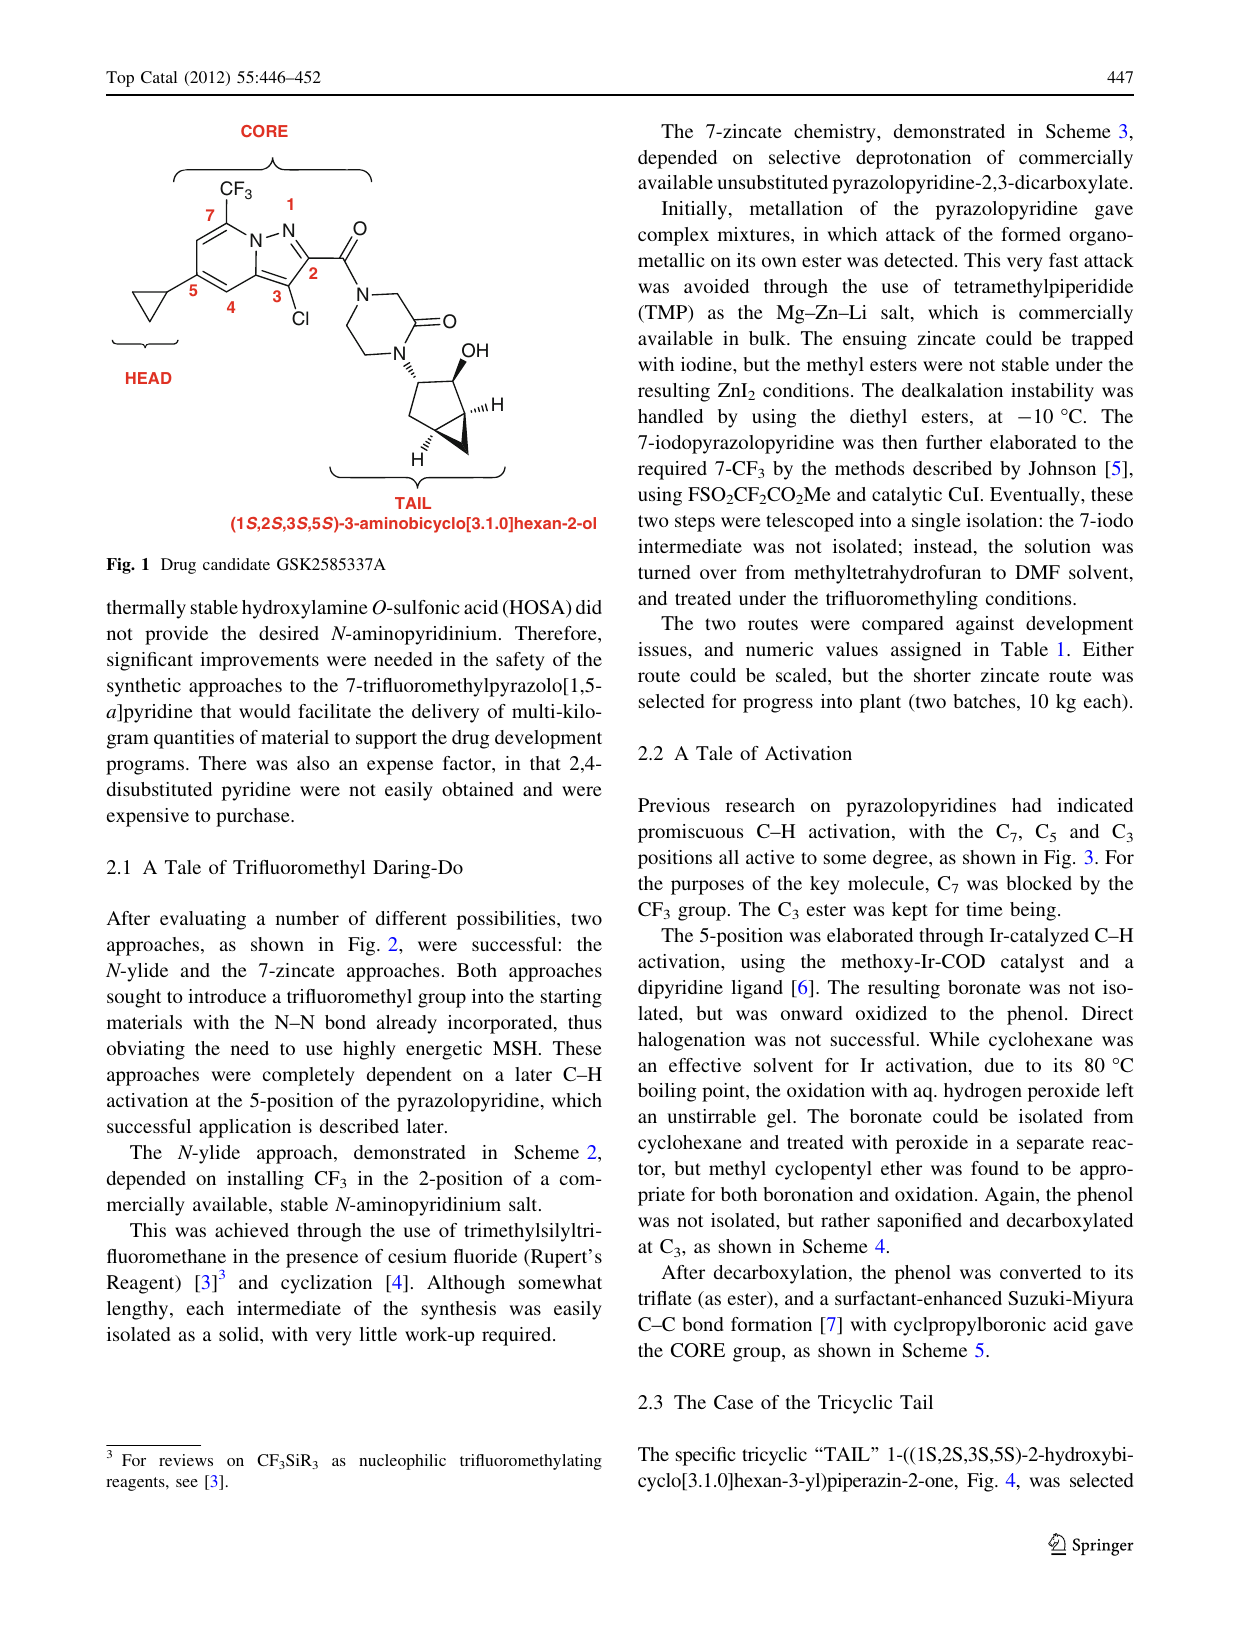 Top Catal (2012) 55:446–452
447
CORE
CF3
7
1
N
N
O
2
5
4
3
Cl
N
O
N
OH
H
H
HEAD
TAIL
(1S,2S,3S,5S)-3-aminobicyclo[3.1.0]hexan-2-ol
Fig. 1 Drug candidate GSK2585337A
thermally stable hydroxylamine O-sulfonic acid (HOSA) did
not provide the desired N-aminopyridinium. Therefore,
significant improvements were needed in the safety of the
synthetic approaches to the 7-trifluoromethylpyrazolo[1,5-
a]pyridine that would facilitate the delivery of multi-kilo-
gram quantities of material to support the drug development
programs. There was also an expense factor, in that 2,4-
disubstituted pyridine were not easily obtained and were
expensive to purchase.
2.1 A Tale of Trifluoromethyl Daring-Do
After evaluating a number of different possibilities, two
approaches, as shown in Fig. 2, were successful: the
N-ylide and the 7-zincate approaches. Both approaches
sought to introduce a trifluoromethyl group into the starting
materials with the N–N bond already incorporated, thus
obviating the need to use highly energetic MSH. These
approaches were completely dependent on a later C–H
activation at the 5-position of the pyrazolopyridine, which
successful application is described later.
The N-ylide approach, demonstrated in Scheme 2,
depended on installing CF3 in the 2-position of a com-
mercially available, stable N-aminopyridinium salt.
This was achieved through the use of trimethylsilyltri-
fluoromethane in the presence of cesium fluoride (Rupert's
Reagent) [3]3 and cyclization [4]. Although somewhat
lengthy, each intermediate of the synthesis was easily
isolated as a solid, with very little work-up required.
3 For reviews on CF3SiR3 as nucleophilic trifluoromethylating
reagents, see [3].
The 7-zincate chemistry, demonstrated in Scheme 3,
depended on selective deprotonation of commercially
available unsubstituted pyrazolopyridine-2,3-dicarboxylate.
Initially, metallation of the pyrazolopyridine gave
complex mixtures, in which attack of the formed organo-
metallic on its own ester was detected. This very fast attack
was avoided through the use of tetramethylpiperidide
(TMP) as the Mg–Zn–Li salt, which is commercially
available in bulk. The ensuing zincate could be trapped
with iodine, but the methyl esters were not stable under the
resulting ZnI2 conditions. The dealkalation instability was
handled by using the diethyl esters, at −10 °C. The
7-iodopyrazolopyridine was then further elaborated to the
required 7-CF3 by the methods described by Johnson [5],
using FSO2CF2CO2Me and catalytic CuI. Eventually, these
two steps were telescoped into a single isolation: the 7-iodo
intermediate was not isolated; instead, the solution was
turned over from methyltetrahydrofuran to DMF solvent,
and treated under the trifluoromethyling conditions.
The two routes were compared against development
issues, and numeric values assigned in Table 1. Either
route could be scaled, but the shorter zincate route was
selected for progress into plant (two batches, 10 kg each).
2.2 A Tale of Activation
Previous research on pyrazolopyridines had indicated
promiscuous C–H activation, with the C7, C5 and C3
positions all active to some degree, as shown in Fig. 3. For
the purposes of the key molecule, C7 was blocked by the
CF3 group. The C3 ester was kept for time being.
The 5-position was elaborated through Ir-catalyzed C–H
activation, using the methoxy-Ir-COD catalyst and a
dipyridine ligand [6]. The resulting boronate was not iso-
lated, but was onward oxidized to the phenol. Direct
halogenation was not successful. While cyclohexane was
an effective solvent for Ir activation, due to its 80 °C
boiling point, the oxidation with aq. hydrogen peroxide left
an unstirrable gel. The boronate could be isolated from
cyclohexane and treated with peroxide in a separate reac-
tor, but methyl cyclopentyl ether was found to be appro-
priate for both boronation and oxidation. Again, the phenol
was not isolated, but rather saponified and decarboxylated
at C3, as shown in Scheme 4.
After decarboxylation, the phenol was converted to its
triflate (as ester), and a surfactant-enhanced Suzuki-Miyura
C–C bond formation [7] with cyclpropylboronic acid gave
the CORE group, as shown in Scheme 5.
2.3 The Case of the Tricyclic Tail
The specific tricyclic “TAIL” 1-((1S,2S,3S,5S)-2-hydroxybi-
cyclo[3.1.0]hexan-3-yl)piperazin-2-one, Fig. 4, was selected
Springer